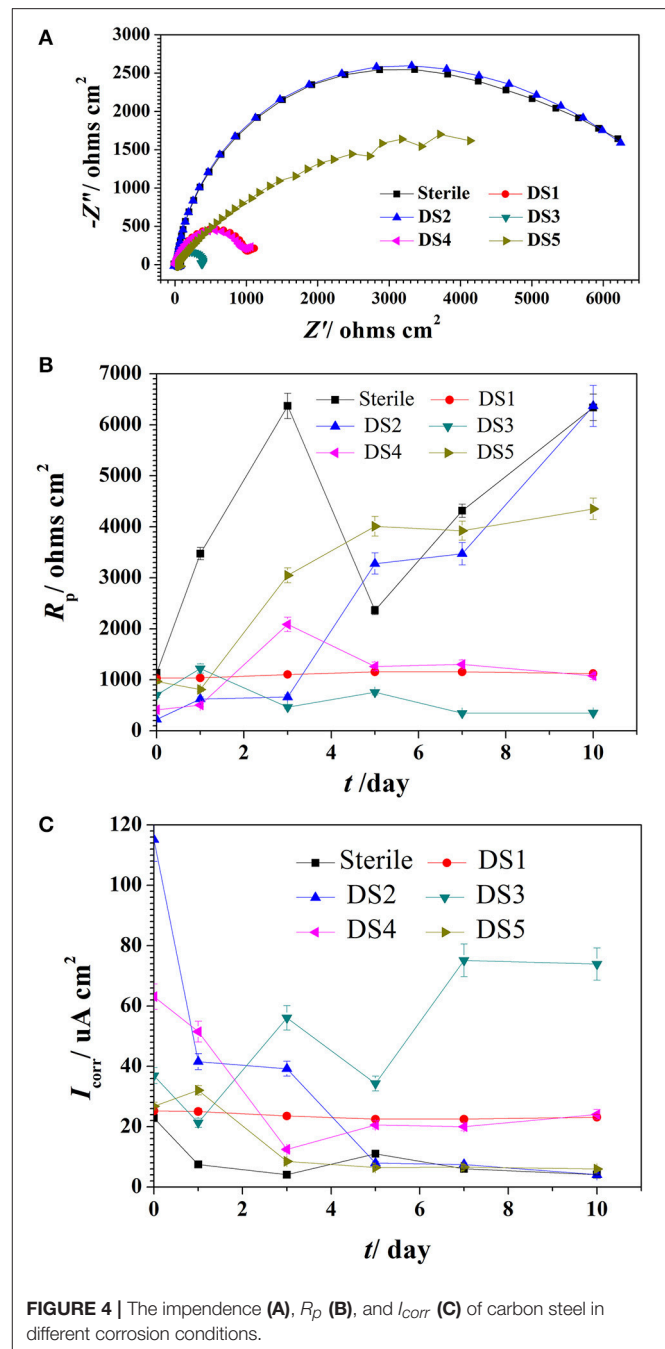 A
3000
2500
2000
1500
1000
500
0
-Z''/ ohms cm2
Sterile
DS1
DS2
DS3
DS4
DS5
0
1000
2000
3000
4000
5000
6000
Z'/ ohms cm2
B
7000
6000
5000
4000
3000
2000
1000
0
Rp/ ohms cm2
Sterile
DS1
DS2
DS3
DS4
DS5
0
2
4
6
8
10
t /day
C
120
100
80
60
40
20
0
Icorr/ uA cm2
Sterile
DS1
DS2
DS3
DS4
DS5
0
2
4
6
8
10
t/ day
FIGURE 4 | The impendence (A), Rp (B), and Icorr (C) of carbon steel in
different corrosion conditions.